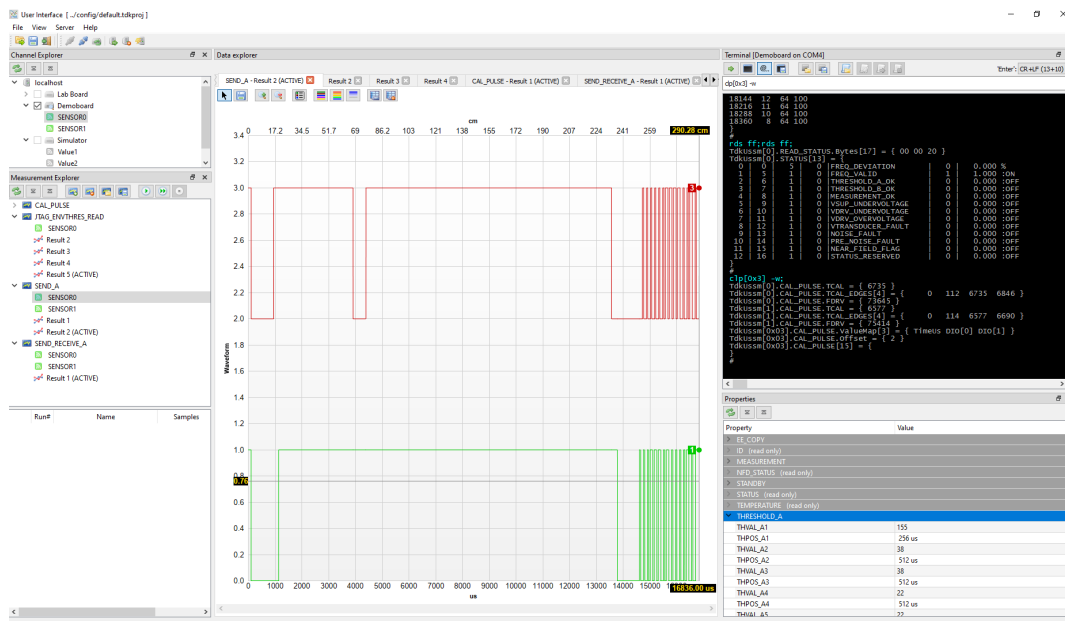 User Interface [ ../config/default.tdkproj ]
File View Server Help
Channel Explorer
localhost
Lab Board
Demoboard
SENSOR0
SENSOR1
Simulator
Value1
Value2
Measurement Explorer
CAL_PULSE
JTAG_ENVTHRES_READ
SENSOR0
Result 2
Result 3
Result 4
Result 5 (ACTIVE)
SEND_A
SENSOR0
SENSOR1
Result 1
Result 2 (ACTIVE)
SEND_RECEIVE_A
SENSOR0
SENSOR1
Result 1 (ACTIVE)
Run# Name Samples
Data explorer
SEND_A - Result 2 (ACTIVE) Result 2 Result 3 Result 4 CAL_PULSE - Result 1 (ACTIVE) SEND_RECEIVE_A - Result 1 (ACTIVE)
cm
0 17.2 34.5 51.7 69 86.2 103 121 138 155 172 190 207 224 241 259 290.28 cm
3.4
3.2
3.0
2.8
2.6
2.4
2.2
2.0
1.8
1.6
1.4
1.2
1.0
0.76
0.6
0.4
0.2
0.0
Waveform
3
1
0 1000 2000 3000 4000 5000 6000 7000 8000 9000 10000 11000 12000 13000 14000 15000 16836.00 us
us
Terminal [Demoboard on COM4]
'Enter': CR+LF (13+10)
clp[0x3] -w
18144 12 64 100
18216 11 64 100
18288 10 64 100
18360 8 64 100
}
#
rds ff;rds ff;
TdkUssm[0].READ_STATUS.Bytes[17] = { 00 00 20 }
TdkUssm[0].STATUS[13] = {
0 | 0 | 5 | 0 |FREQ_DEVIATION | 0 | 0.000 %
1 | 5 | 1 | 0 |FREQ_VALID | 1 | 1.000 :ON
2 | 6 | 1 | 0 |THRESHOLD_A_OK | 0 | 0.000 :OFF
3 | 7 | 1 | 0 |THRESHOLD_B_OK | 0 | 0.000 :OFF
4 | 8 | 1 | 0 |MEASUREMENT_OK | 0 | 0.000 :OFF
5 | 9 | 1 | 0 |VSUP_UNDERVOLTAGE | 0 | 0.000 :OFF
6 | 10 | 1 | 0 |VDRV_UNDERVOLTAGE | 0 | 0.000 :OFF
7 | 11 | 1 | 0 |VDRV_OVERVOLTAGE | 0 | 0.000 :OFF
8 | 12 | 1 | 0 |VTRANSDUCER_FAULT | 0 | 0.000 :OFF
9 | 13 | 1 | 0 |NOISE_FAULT | 0 | 0.000 :OFF
10 | 14 | 1 | 0 |PRE_NOISE_FAULT | 0 | 0.000 :OFF
11 | 15 | 1 | 0 |NEAR_FIELD_FLAG | 0 | 0.000 :OFF
12 | 16 | 1 | 0 |STATUS_RESERVED | 0 | 0.000 :OFF
}
#
clp[0x3] -w;
TdkUssm[0].CAL_PULSE.TCAL = { 6735 }
TdkUssm[0].CAL_PULSE.TCAL_EDGES[4] = { 0 112 6735 6846 }
TdkUssm[0].CAL_PULSE.FDRV = { 73645 }
TdkUssm[1].CAL_PULSE.TCAL = { 6577 }
TdkUssm[1].CAL_PULSE.TCAL_EDGES[4] = { 0 114 6577 6690 }
TdkUssm[1].CAL_PULSE.FDRV = { 75414 }
TdkUssm[0x03].CAL_PULSE.ValueMap[3] = { TimeUS DIO[0] DIO[1] }
TdkUssm[0x03].CAL_PULSE.Offset = { 2 }
TdkUssm[0x03].CAL_PULSE[15] = {
}
#
Properties
Property Value
EE_COPY
ID (read only)
MEASUREMENT
NFD_STATUS (read only)
STANDBY
STATUS (read only)
TEMPERATURE (read only)
THRESHOLD_A
THVAL_A1 155
THPOS_A1 256 us
THVAL_A2 38
THPOS_A2 512 us
THVAL_A3 38
THPOS_A3 512 us
THVAL_A4 22
THPOS_A4 512 us
THVAL_A5 22